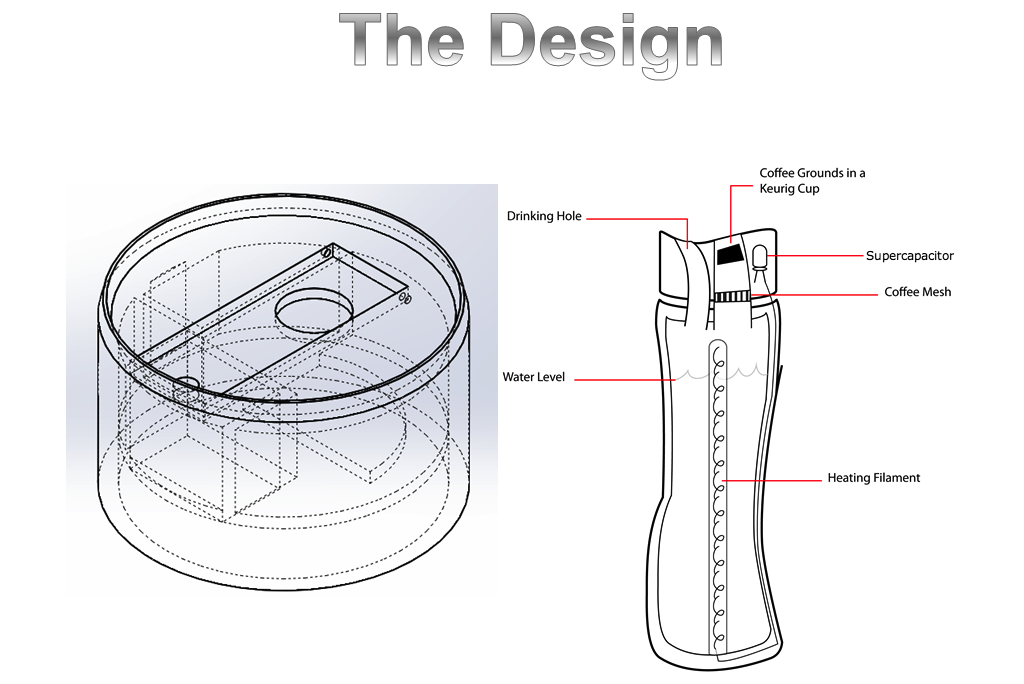 The Design
Coffee Grounds in a
Keurig Cup
Drinking Hole
Supercapacitor
Coffee Mesh
Water Level
Heating Filament